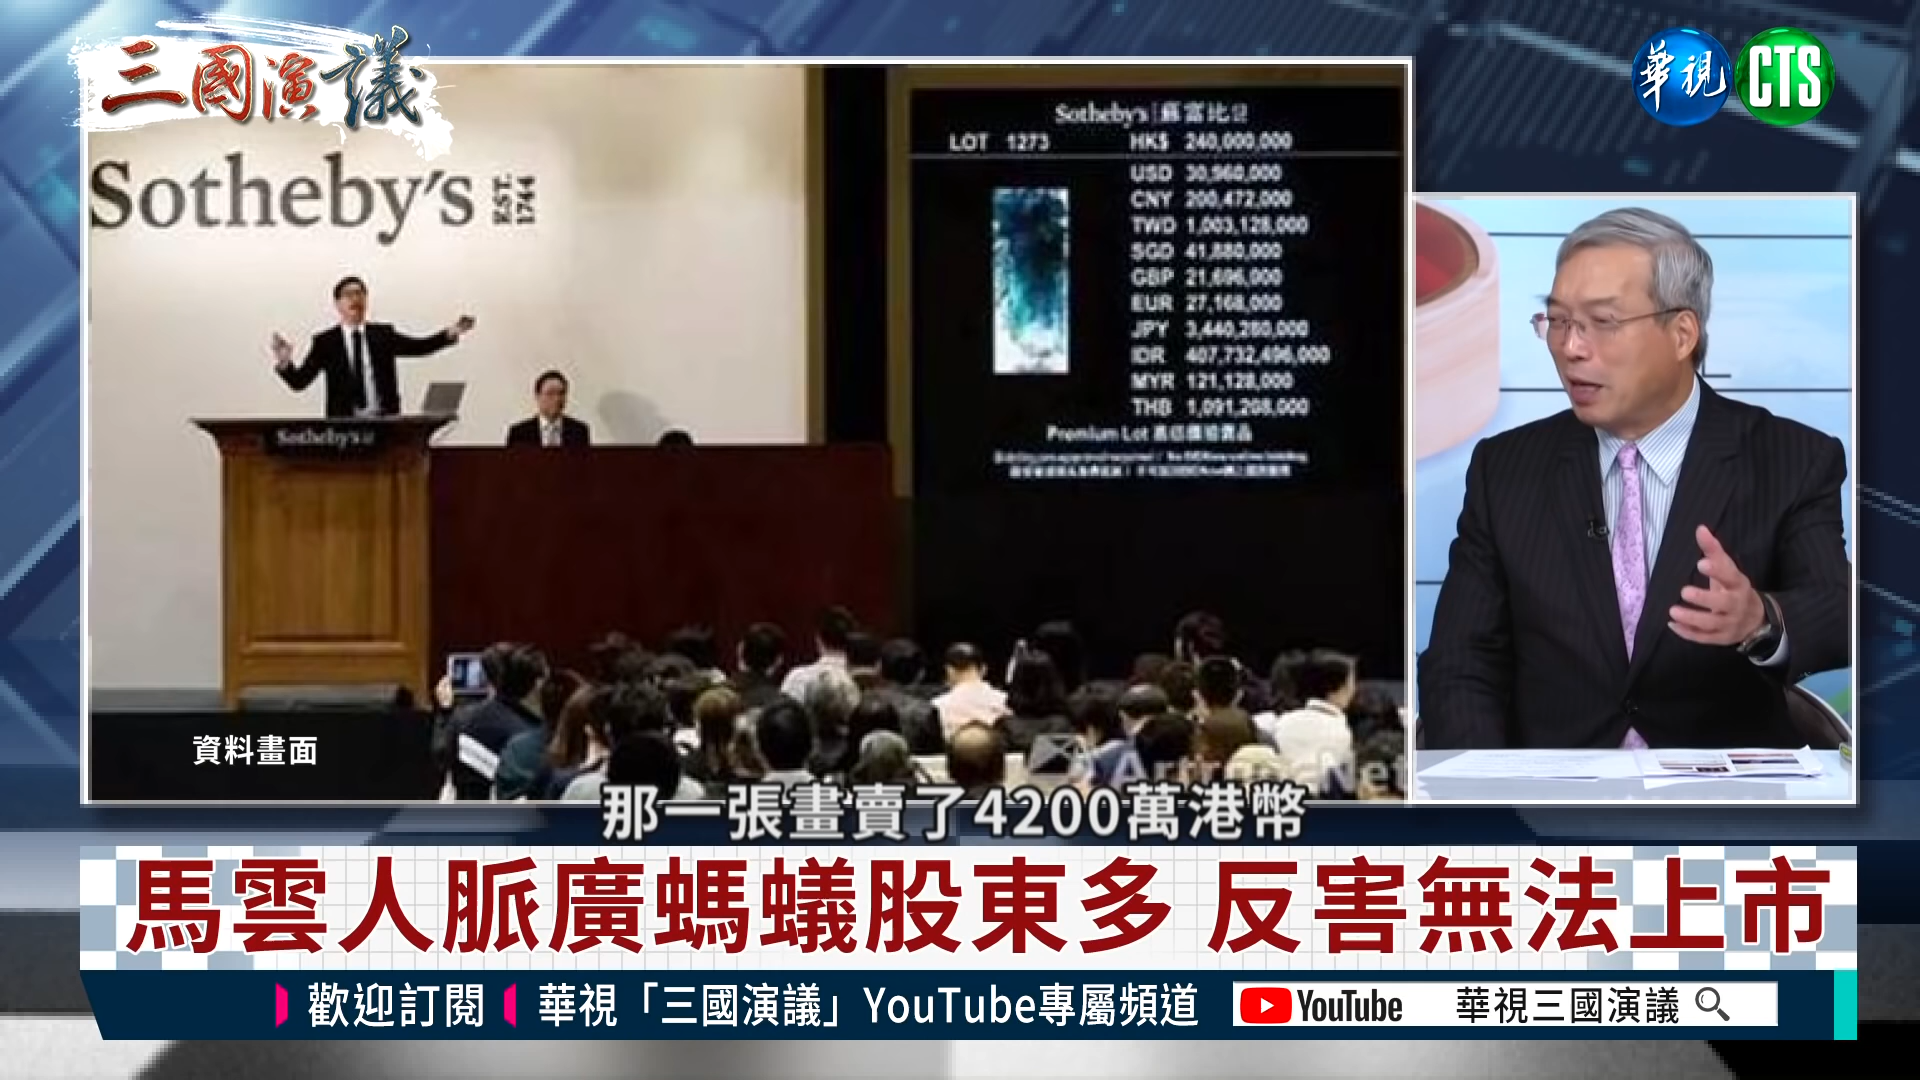 三國演議
華視 CTS
Sotheby's EST. 1744
Sotheby's 蘇富比
LOT 1273 HK$ 240,000,000
USD 30,960,000
CNY 200,472,000
TWD 1,003,128,000
SGD 41,880,000
GBP 21,696,000
EUR 27,168,000
JPY 3,440,280,000
IDR 407,732,496,000
MYR 121,128,000
THB 1,091,208,000
Premium Lot
Sotheby's
資料畫面
那一張畫賣了4200萬港幣
馬雲人脈廣螞蟻股東多 反害無法上市
歡迎訂閱 華視「三國演議」YouTube專屬頻道 YouTube 華視三國演議